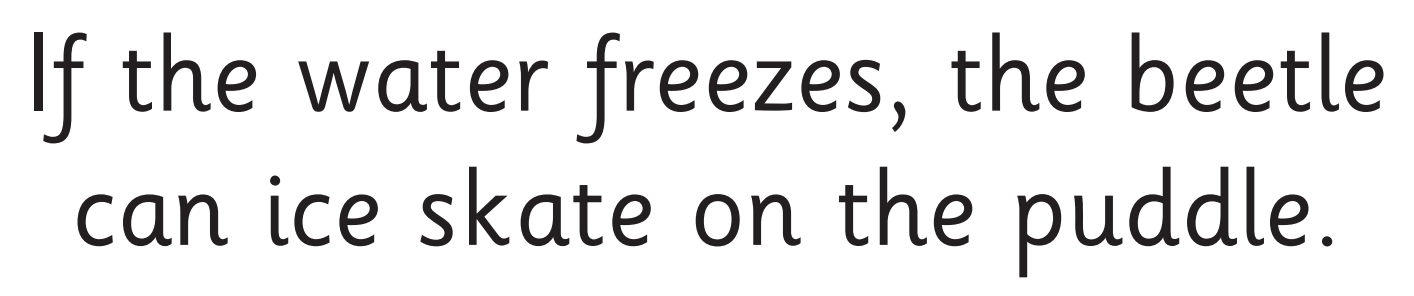 If the water freezes, the beetle
can ice skate on the puddle.